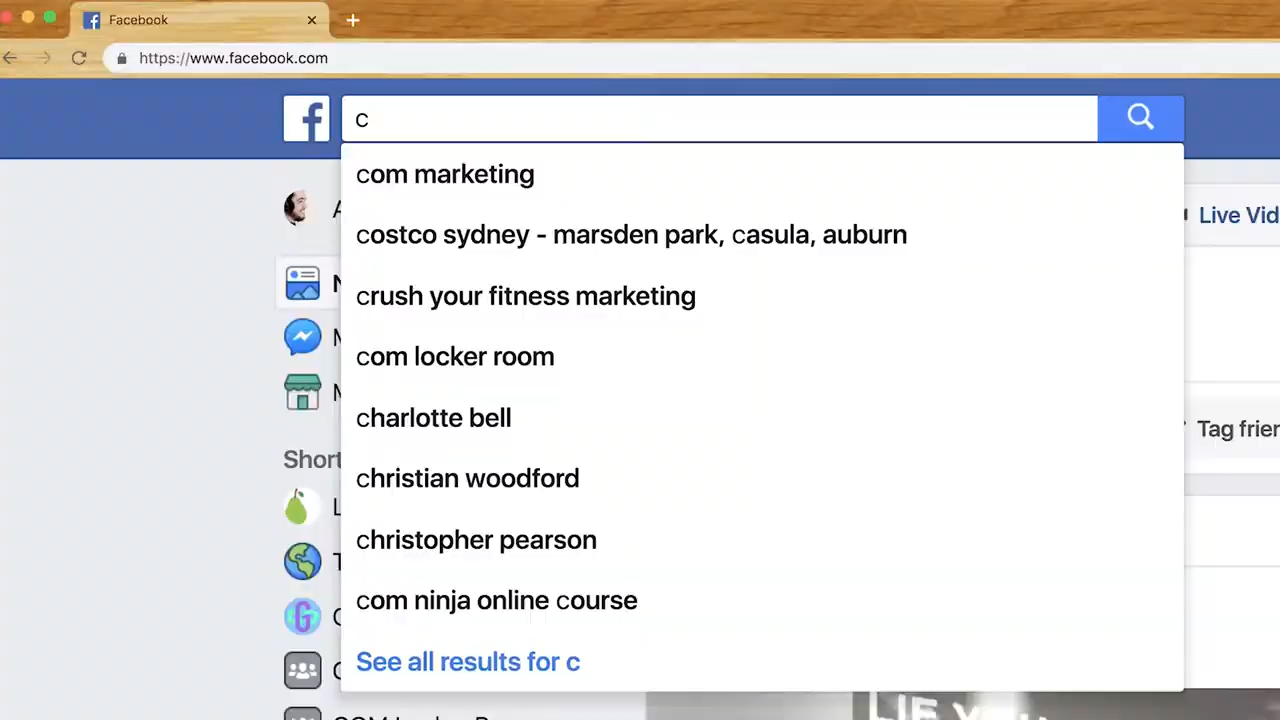 Facebook
https://www.facebook.com
c
com marketing
costco sydney - marsden park, casula, auburn
crush your fitness marketing
com locker room
charlotte bell
christian woodford
christopher pearson
com ninja online course
See all results for c
Live Vid
Tag frien
Short